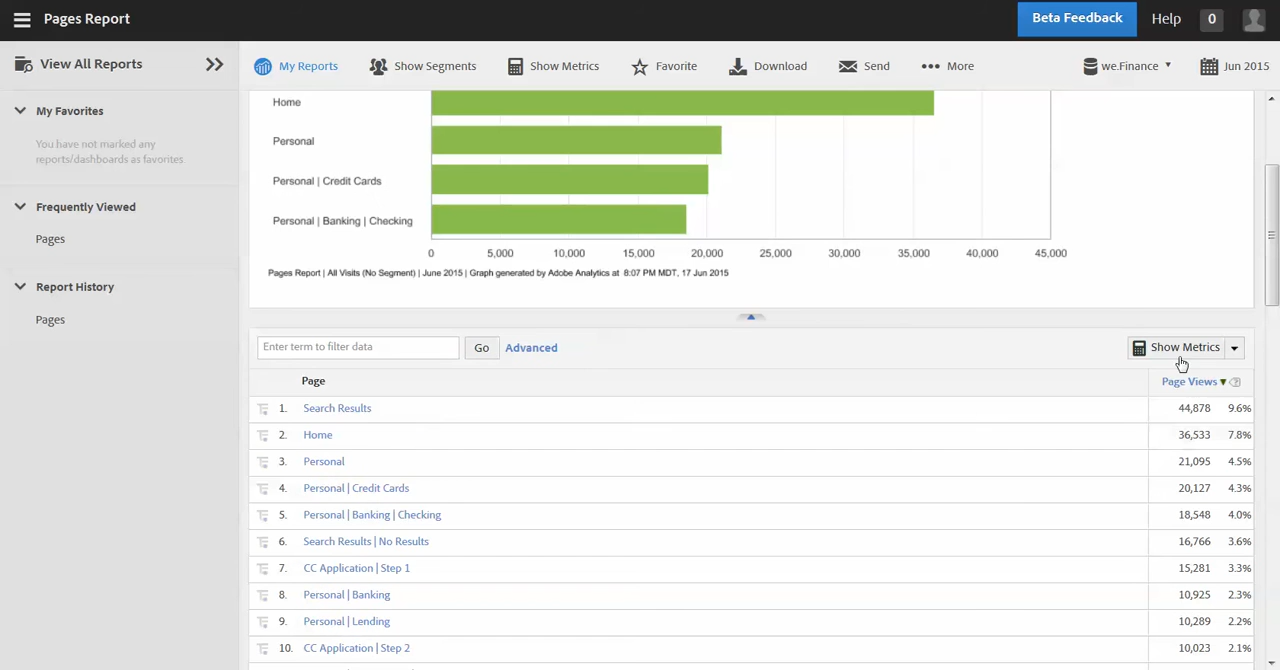 Pages Report
Beta Feedback
Help
0
View All Reports
My Reports
Show Segments
Show Metrics
Favorite
Download
Send
More
we.Finance
Jun 2015
My Favorites
You have not marked any
reports/dashboards as favorites
Frequently Viewed
Pages
Report History
Pages
Home
Personal
Personal | Credit Cards
Personal | Banking | Checking
0 5,000 10,000 15,000 20,000 25,000 30,000 35,000 40,000 45,000
Pages Report | All Visits (No Segment) | June 2015 | Graph generated by Adobe Analytics at 8:07 PM MDT, 17 Jun 2015
Enter term to filter data
Go
Advanced
Show Metrics
Page Page Views
1. Search Results 44,878 9.6%
2. Home 36,533 7.8%
3. Personal 21,095 4.5%
4. Personal | Credit Cards 20,127 4.3%
5. Personal | Banking | Checking 18,548 4.0%
6. Search Results | No Results 16,766 3.6%
7. CC Application | Step 1 15,281 3.3%
8. Personal | Banking 10,925 2.3%
9. Personal | Lending 10,289 2.2%
10. CC Application | Step 2 10,023 2.1%